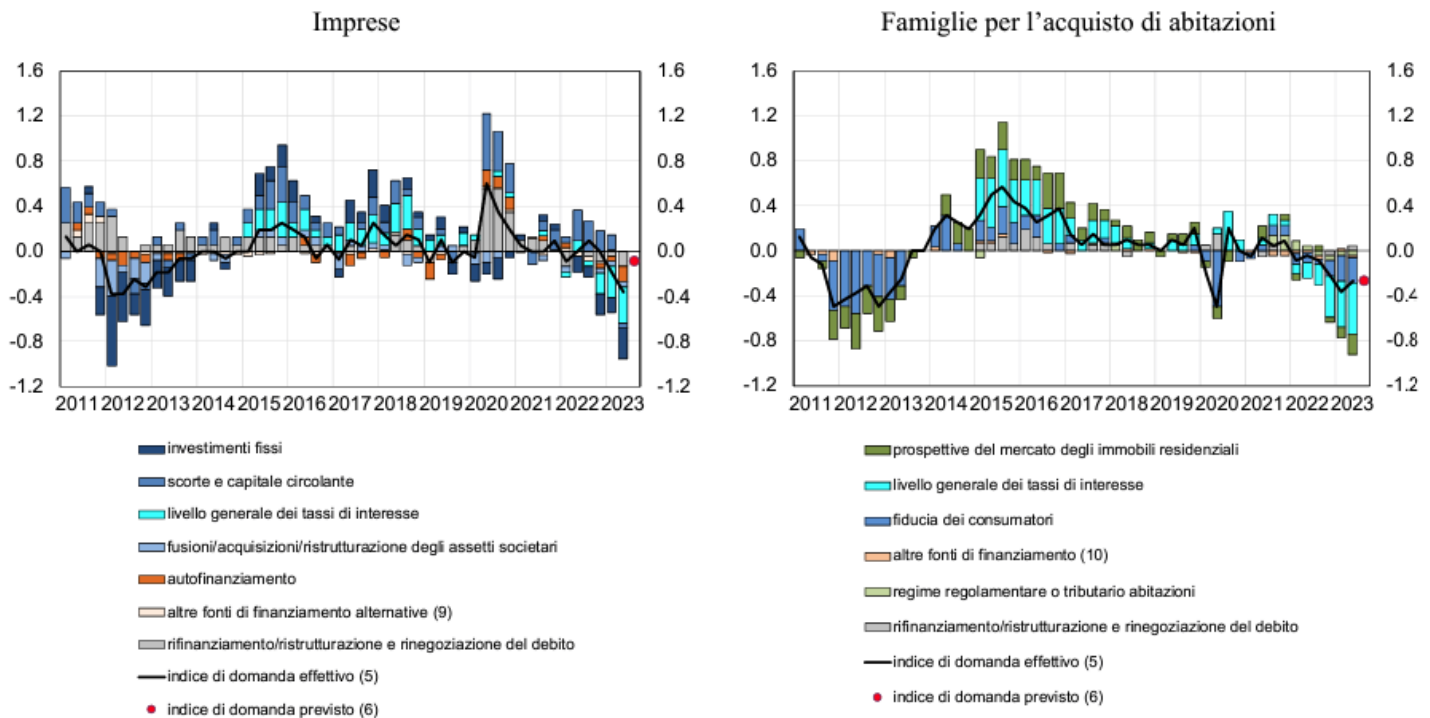 Imprese
1.6 1.6
1.2 1.2
0.8 0.8
0.4 0.4
0.0 0.0
-0.4 -0.4
-0.8 -0.8
-1.2 -1.2
2011 2012 2013 2014 2015 2016 2017 2018 2019 2020 2021 2022 2023
investimenti fissi
scorte e capitale circolante
livello generale dei tassi di interesse
fusioni/acquisizioni/ristrutturazione degli assetti societari
autofinanziamento
altre fonti di finanziamento alternative (9)
rifinanziamento/ristrutturazione e rinegoziazione del debito
indice di domanda effettivo (5)
indice di domanda previsto (6)
Famiglie per l'acquisto di abitazioni
1.6 1.6
1.2 1.2
0.8 0.8
0.4 0.4
0.0 0.0
-0.4 -0.4
-0.8 -0.8
-1.2 -1.2
2011 2012 2013 2014 2015 2016 2017 2018 2019 2020 2021 2022 2023
prospettive del mercato degli immobili residenziali
livello generale dei tassi di interesse
fiducia dei consumatori
altre fonti di finanziamento (10)
regime regolamentare o tributario abitazioni
rifinanziamento/ristrutturazione e rinegoziazione del debito
indice di domanda effettivo (5)
indice di domanda previsto (6)